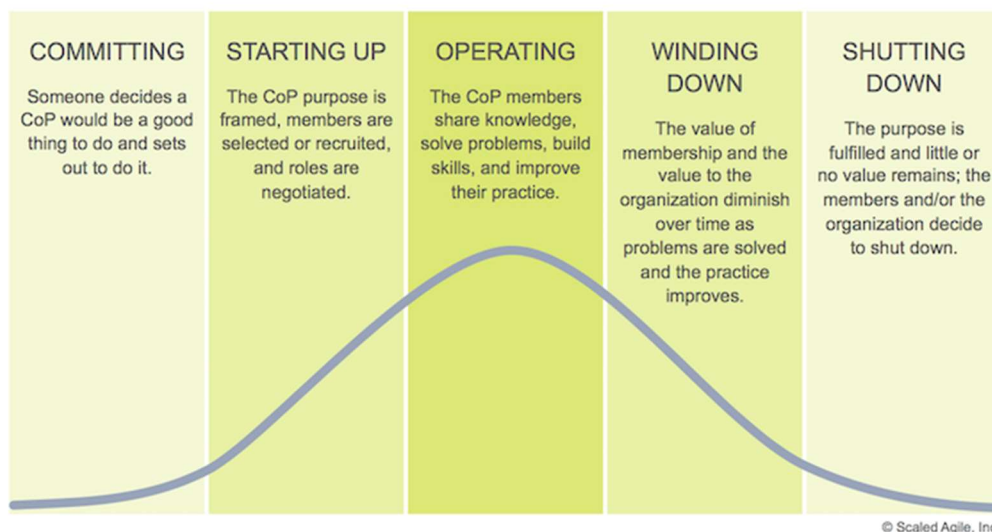 COMMITTING
Someone decides a
CoP would be a good
thing to do and sets
out to do it.
STARTING UP
The CoP purpose is
framed, members are
selected or recruited,
and roles are
negotiated.
OPERATING
The CoP members
share knowledge,
solve problems, build
skills, and improve
their practice.
WINDING
DOWN
The value of
membership and the
value to the
organization diminish
over time as
problems are solved
and the practice
improves.
SHUTTING
DOWN
The purpose is
fulfilled and little or
no value remains; the
members and/or the
organization decide
to shut down.
© Scaled Agile, Inc